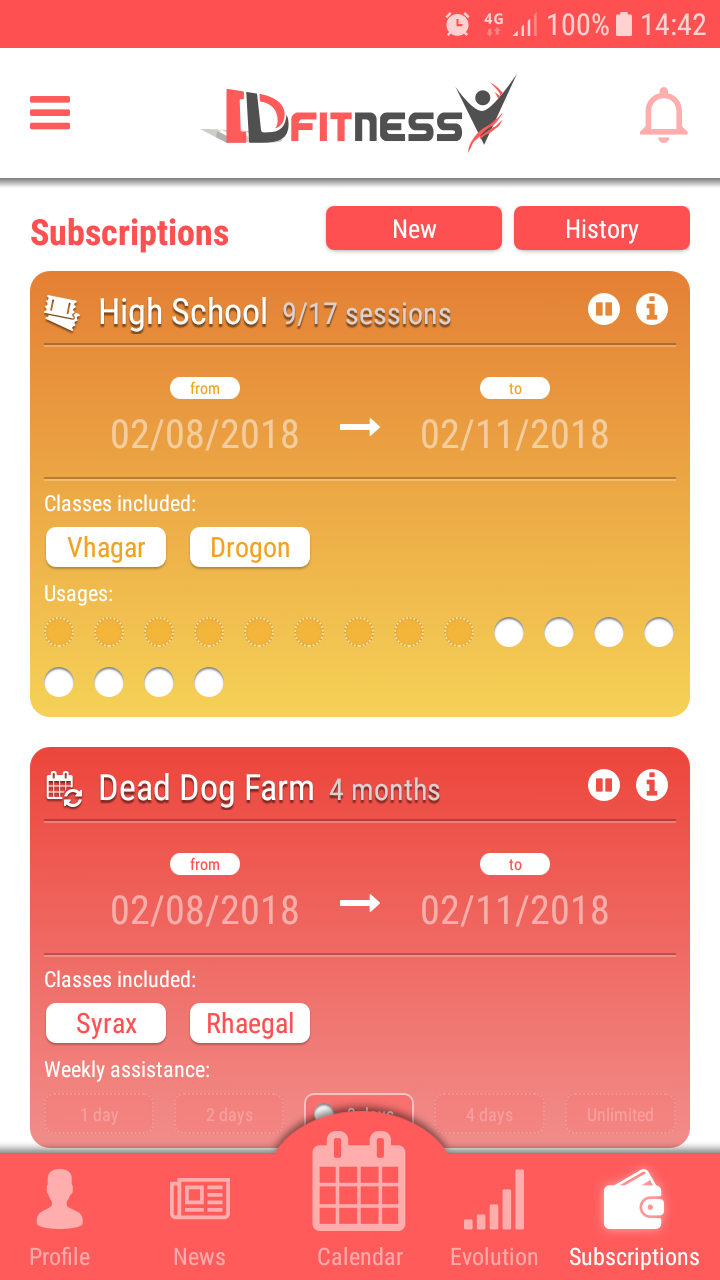 4G 100% 14:42
IDFITNESS
Subscriptions New History
High School 9/17 sessions
from to
02/08/2018 02/11/2018
Classes included:
Vhagar Drogon
Usages:
Dead Dog Farm 4 months
from to
02/08/2018 02/11/2018
Classes included:
Syrax Rhaegal
Weekly assistance:
1 day 2 days 4 days Unlimited
Profile News Calendar Evolution Subscriptions